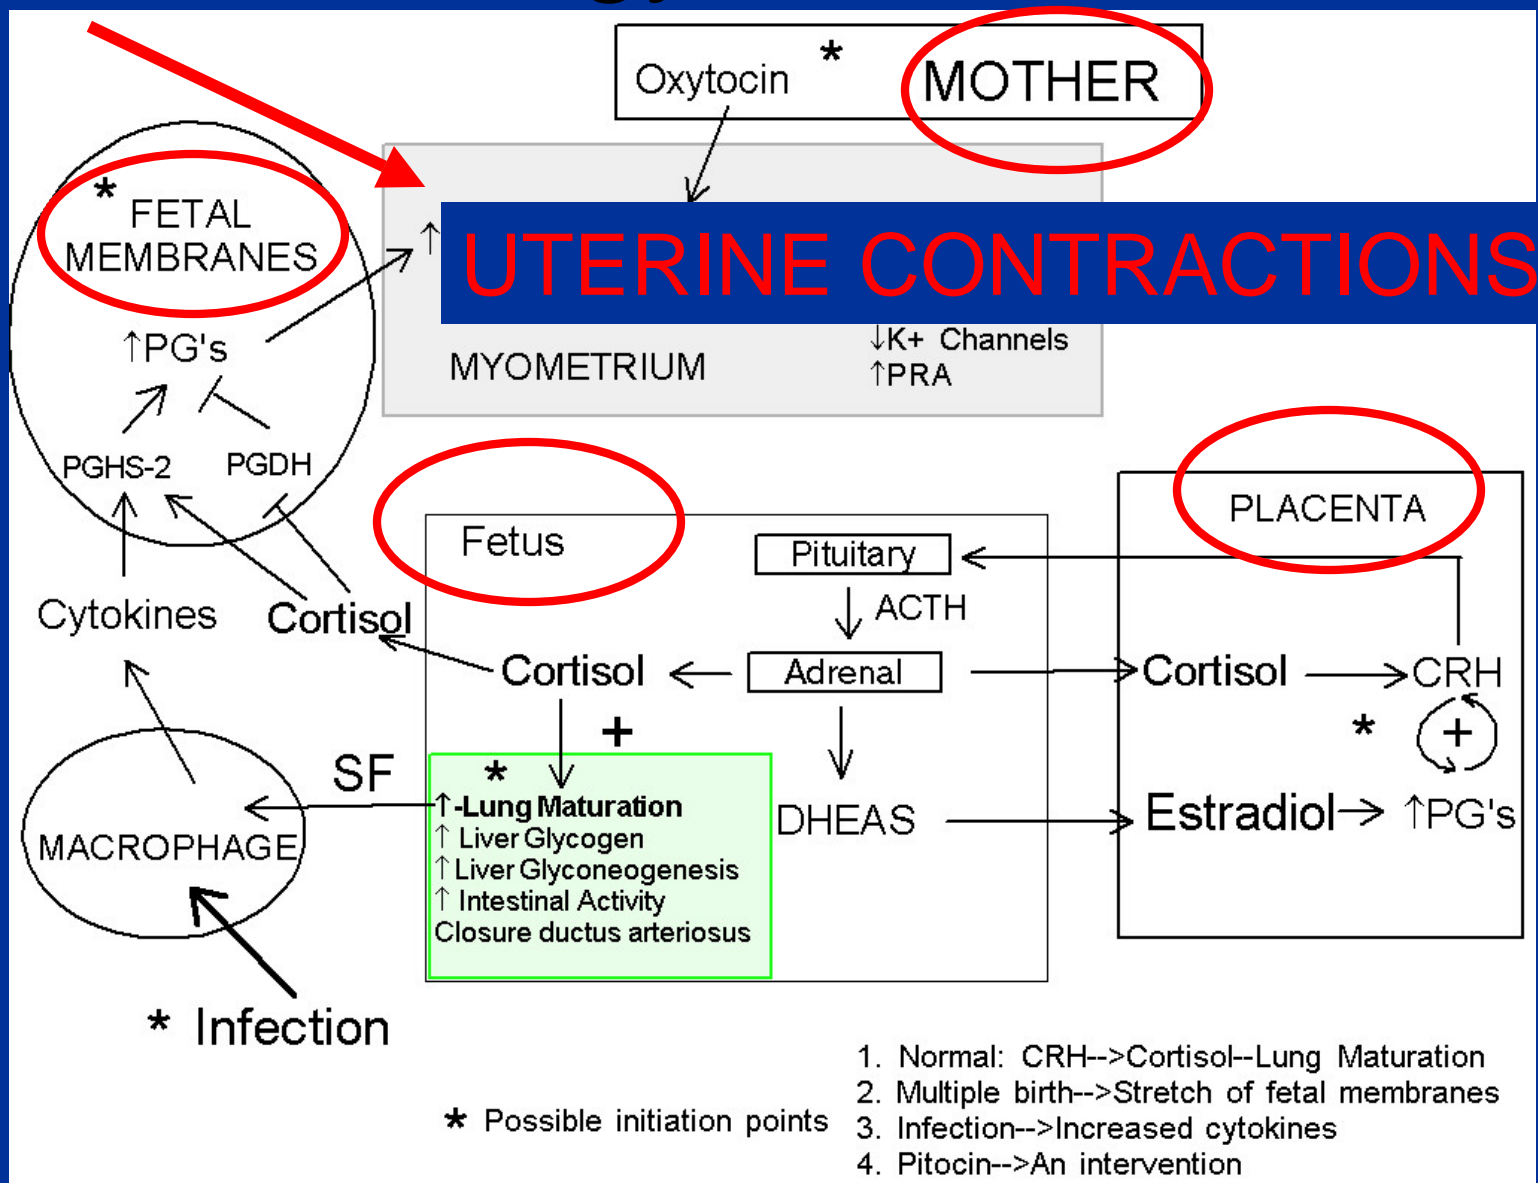 Oxytocin *
MOTHER
* FETAL
MEMBRANES
↑
UTERINE CONTRACTIONS
↑PG's
MYOMETRIUM
↓K+ Channels
↑PRA
PGHS-2
PGDH
Fetus
Pituitary
PLACENTA
ACTH
Cytokines
Cortisol
Cortisol
Adrenal
Cortisol
CRH
+
*
+
SF
*
↑-Lung Maturation
↑ Liver Glycogen
↑Liver Glyconeogenesis
↑ Intestinal Activity
Closure ductus arteriosus
DHEAS
Estradiol
↑PG's
MACROPHAGE
* Infection
* Possible initiation points
1. Normal: CRH-->Cortisol--Lung Maturation
2. Multiple birth-->Stretch of fetal membranes
3. Infection-->Increased cytokines
4. Pitocin-->An intervention